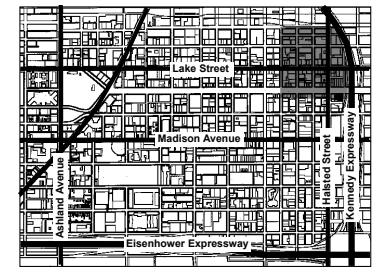 Lake Street
Madison Avenue
Ashland Avenue
Halsted Street
Kennedy Expressway
Eisenhower Expressway